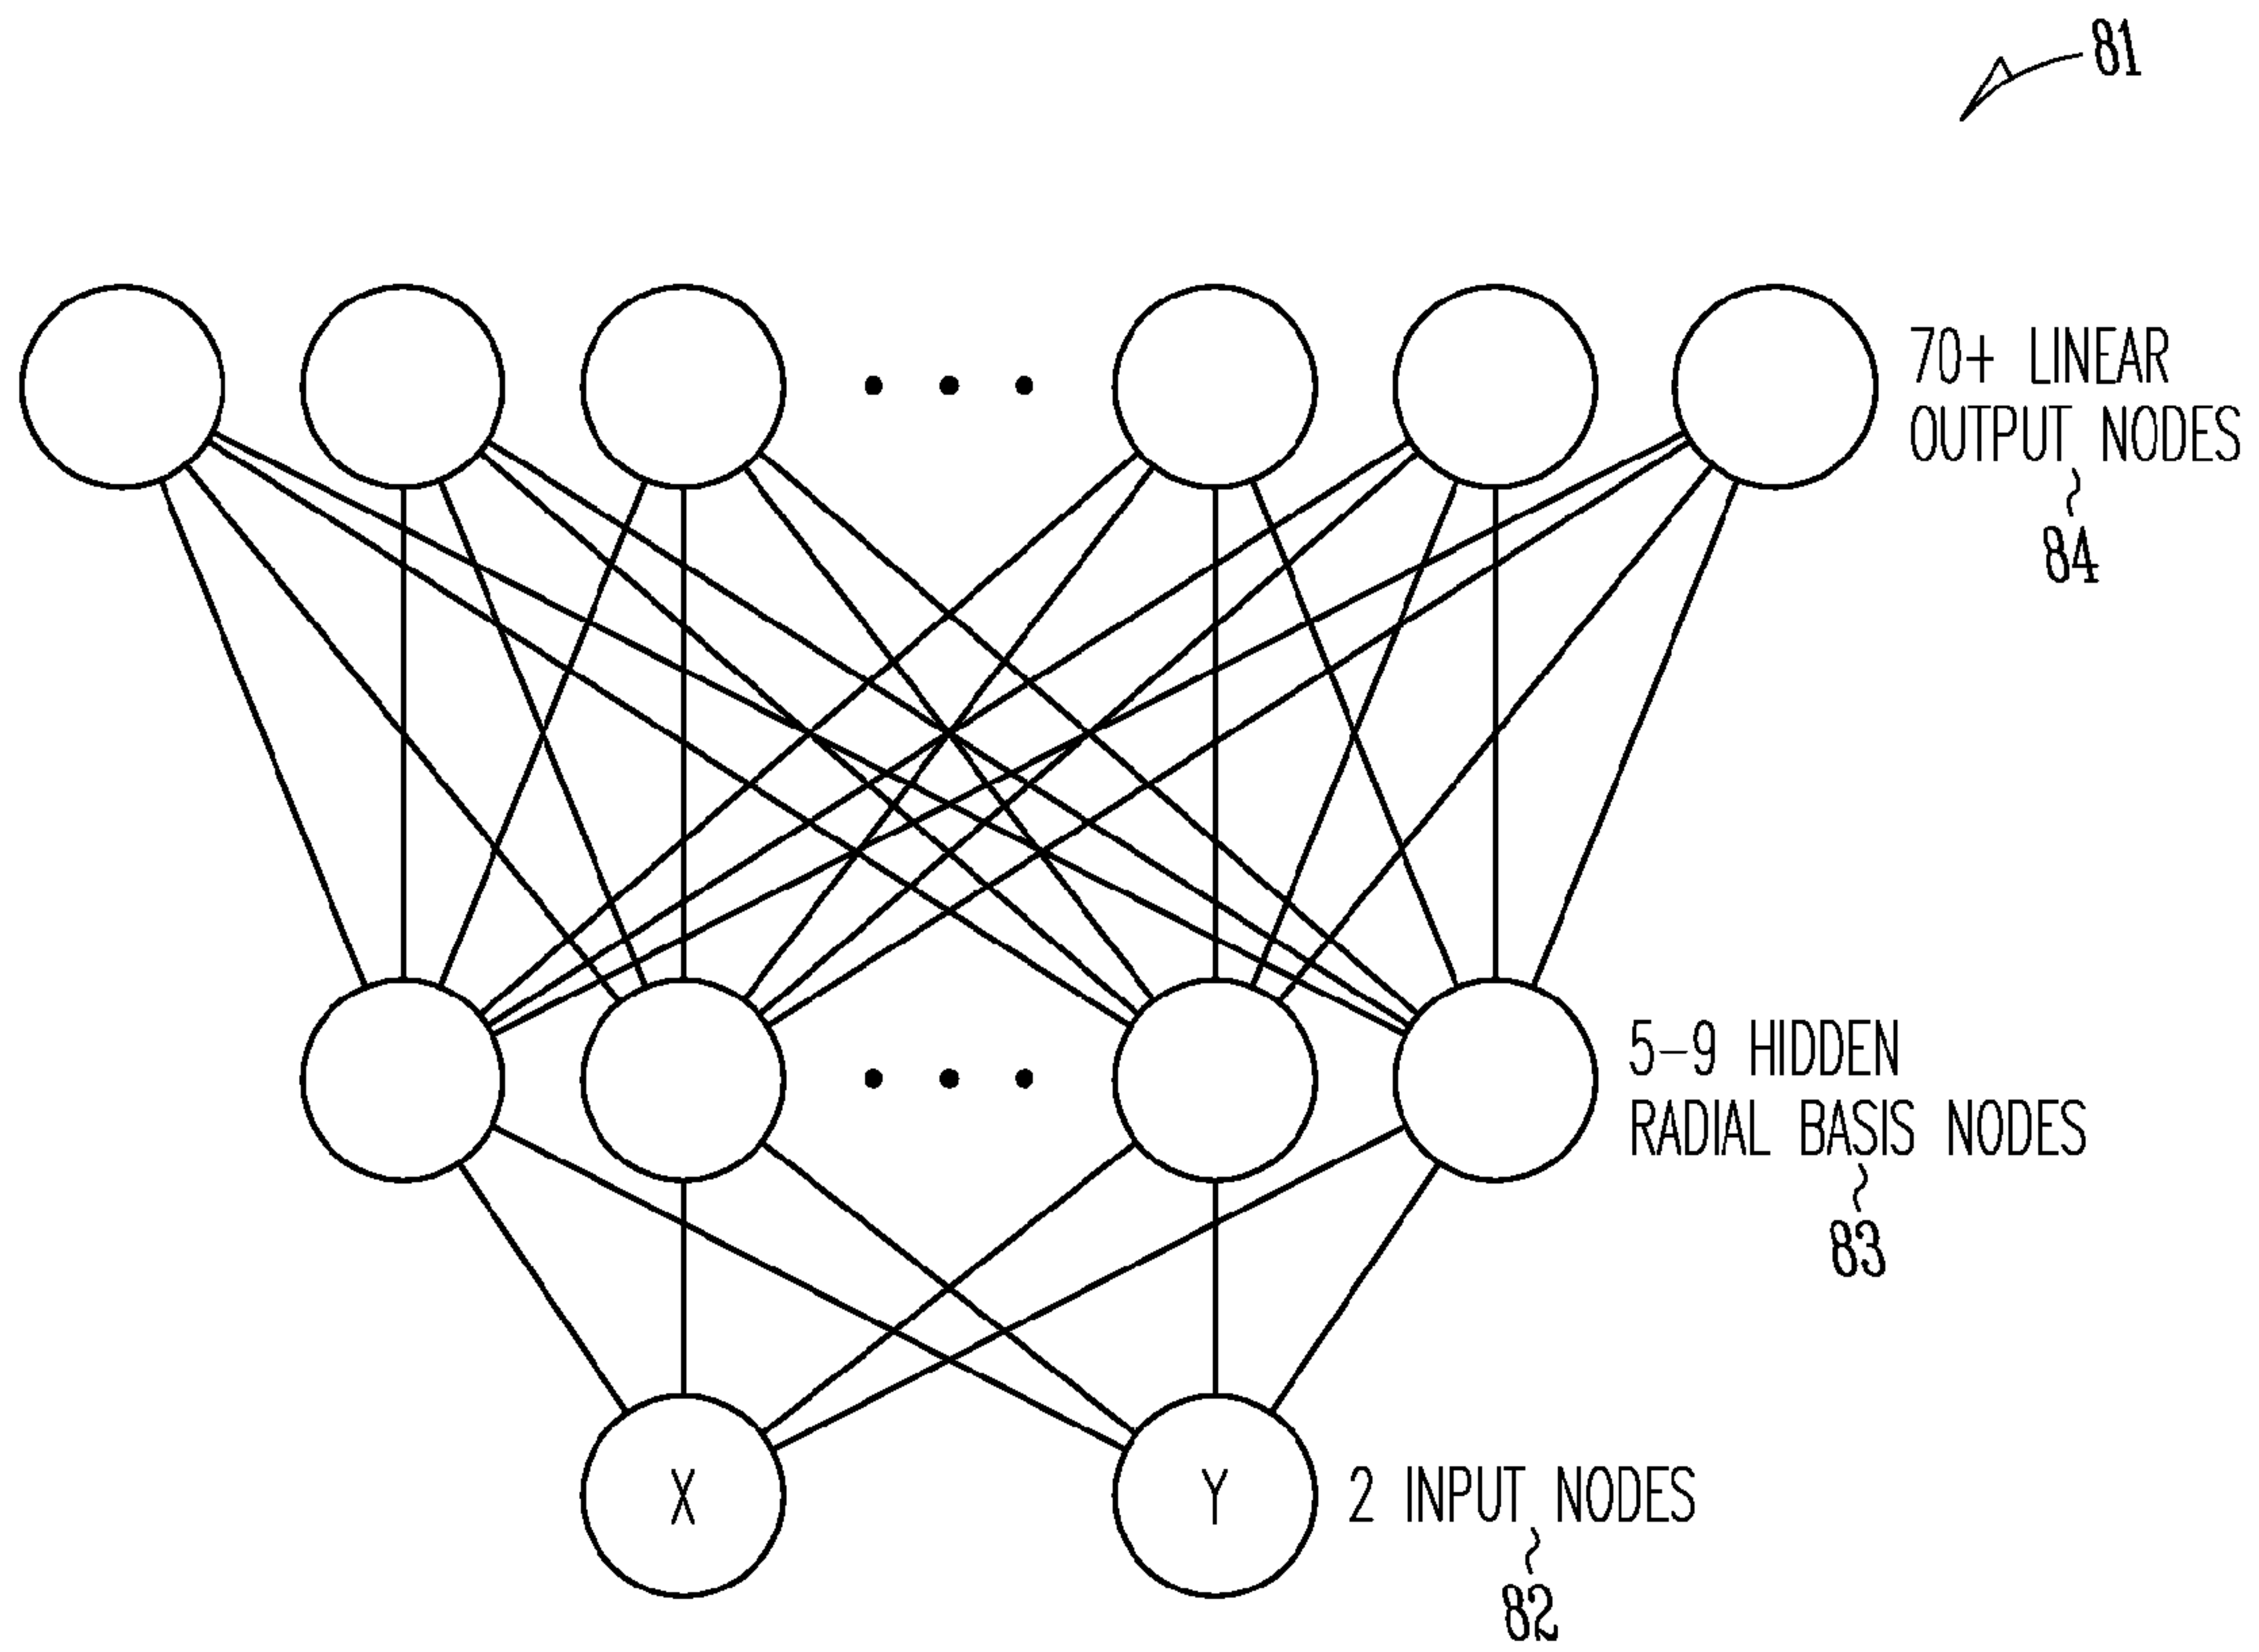 81
70+ LINEAR
OUTPUT NODES
84
5-9 HIDDEN
RADIAL BASIS NODES
83
X
Y
2 INPUT NODES
82